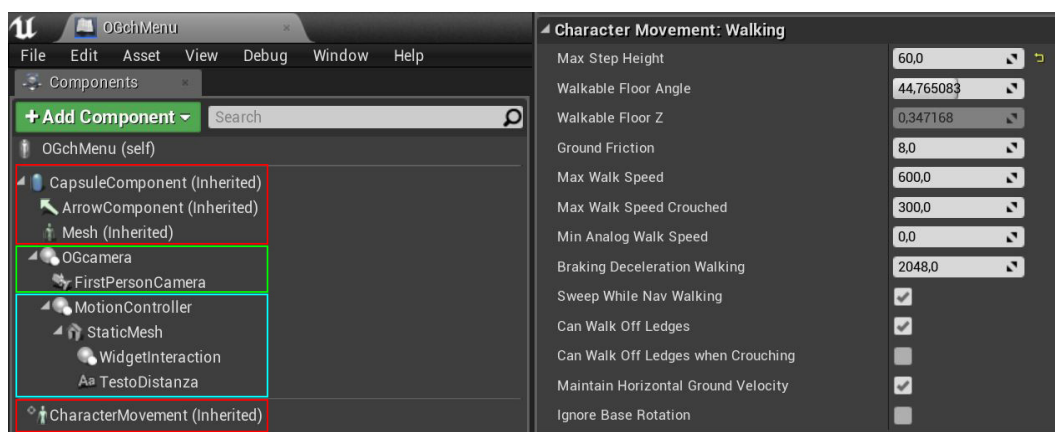 OGchMenu
File Edit Asset View Debug Window Help
Components
+Add Component Search
OGchMenu (self)
CapsuleComponent (Inherited)
ArrowComponent (Inherited)
Mesh (Inherited)
OGcamera
FirstPersonCamera
MotionController
StaticMesh
WidgetInteraction
Aa TestoDistanza
CharacterMovement (Inherited)
Character Movement: Walking
Max Step Height 60,0
Walkable Floor Angle 44,765083
Walkable Floor Z 0,347168
Ground Friction 8,0
Max Walk Speed 600,0
Max Walk Speed Crouched 300,0
Min Analog Walk Speed 0,0
Braking Deceleration Walking 2048,0
Sweep While Nav Walking
Can Walk Off Ledges
Can Walk Off Ledges when Crouching
Maintain Horizontal Ground Velocity
Ignore Base Rotation